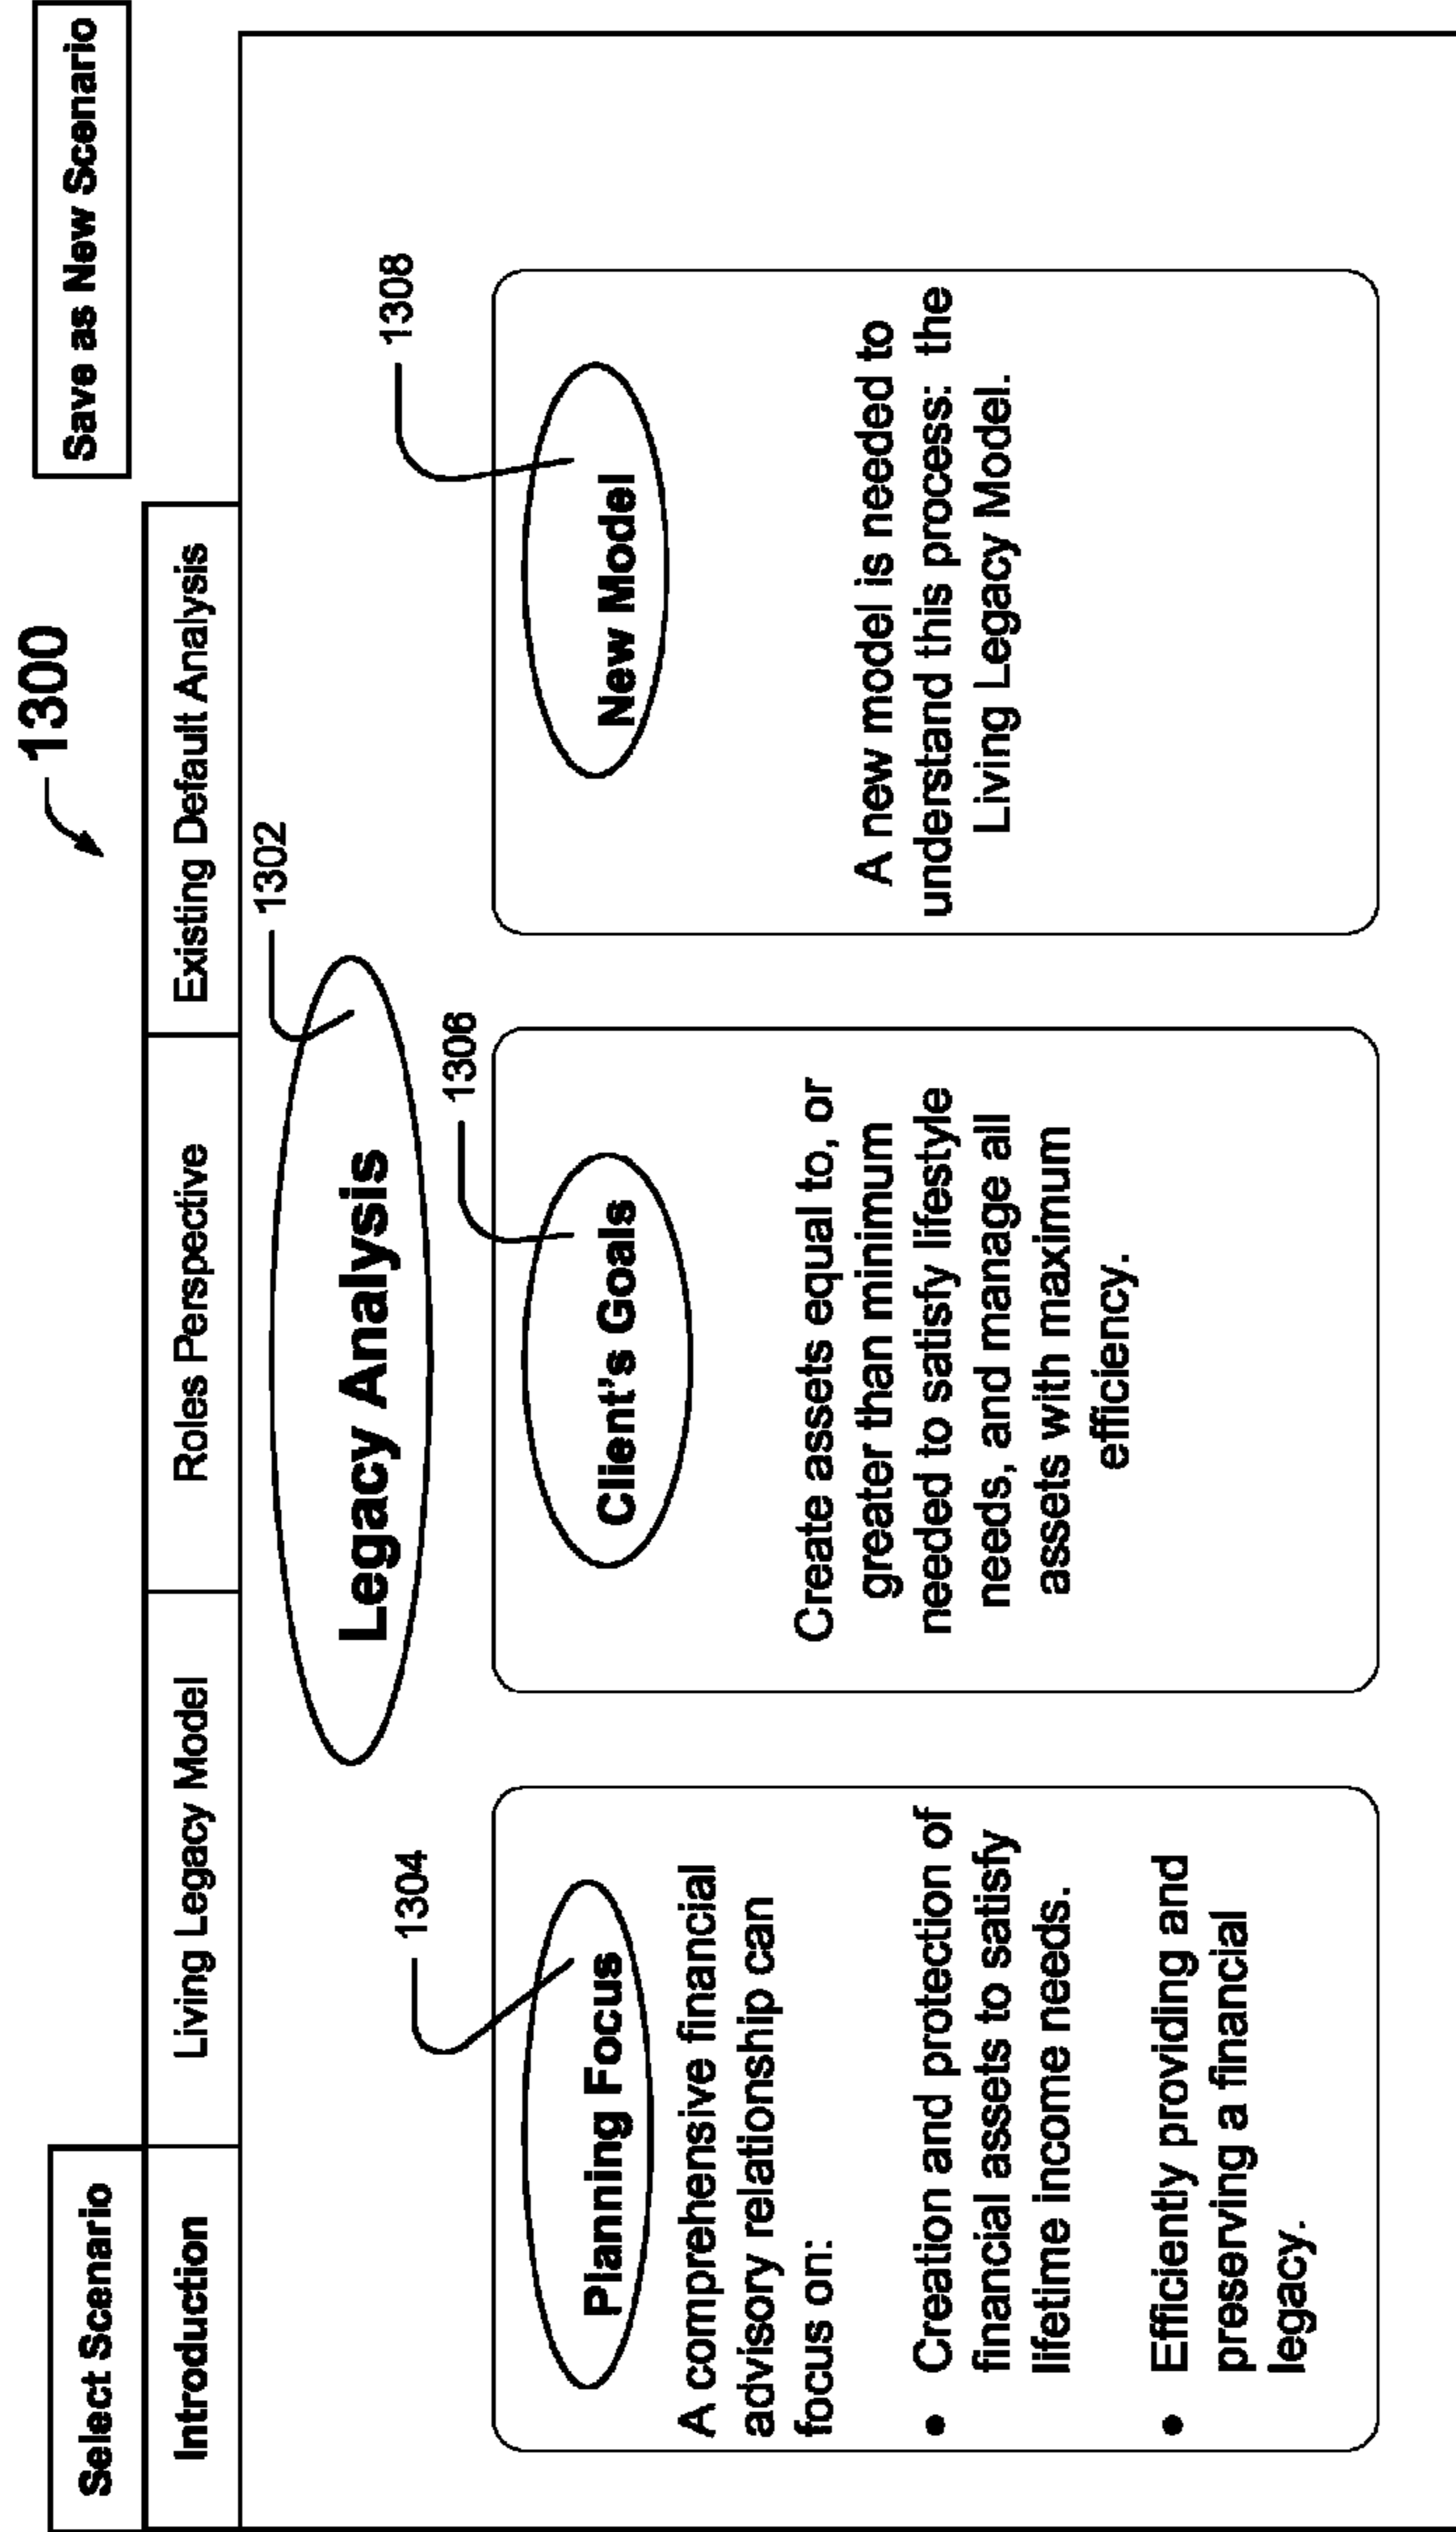 1300
Select Scenario
Save as New Scenario
Introduction
Living Legacy Model
Roles Perspective
Existing Default Analysis
1302
Legacy Analysis
1304
Planning Focus
A comprehensive financial
advisory relationship can
focus on:
• Creation and protection of
financial assets to satisfy
lifetime income needs.
• Efficiently providing and
preserving a financial
legacy.
1306
Client's Goals
Create assets equal to, or
greater than minimum
needed to satisfy lifestyle
needs, and manage all
assets with maximum
efficiency.
1308
New Model
A new model is needed to
understand this process: the
Living Legacy Model.